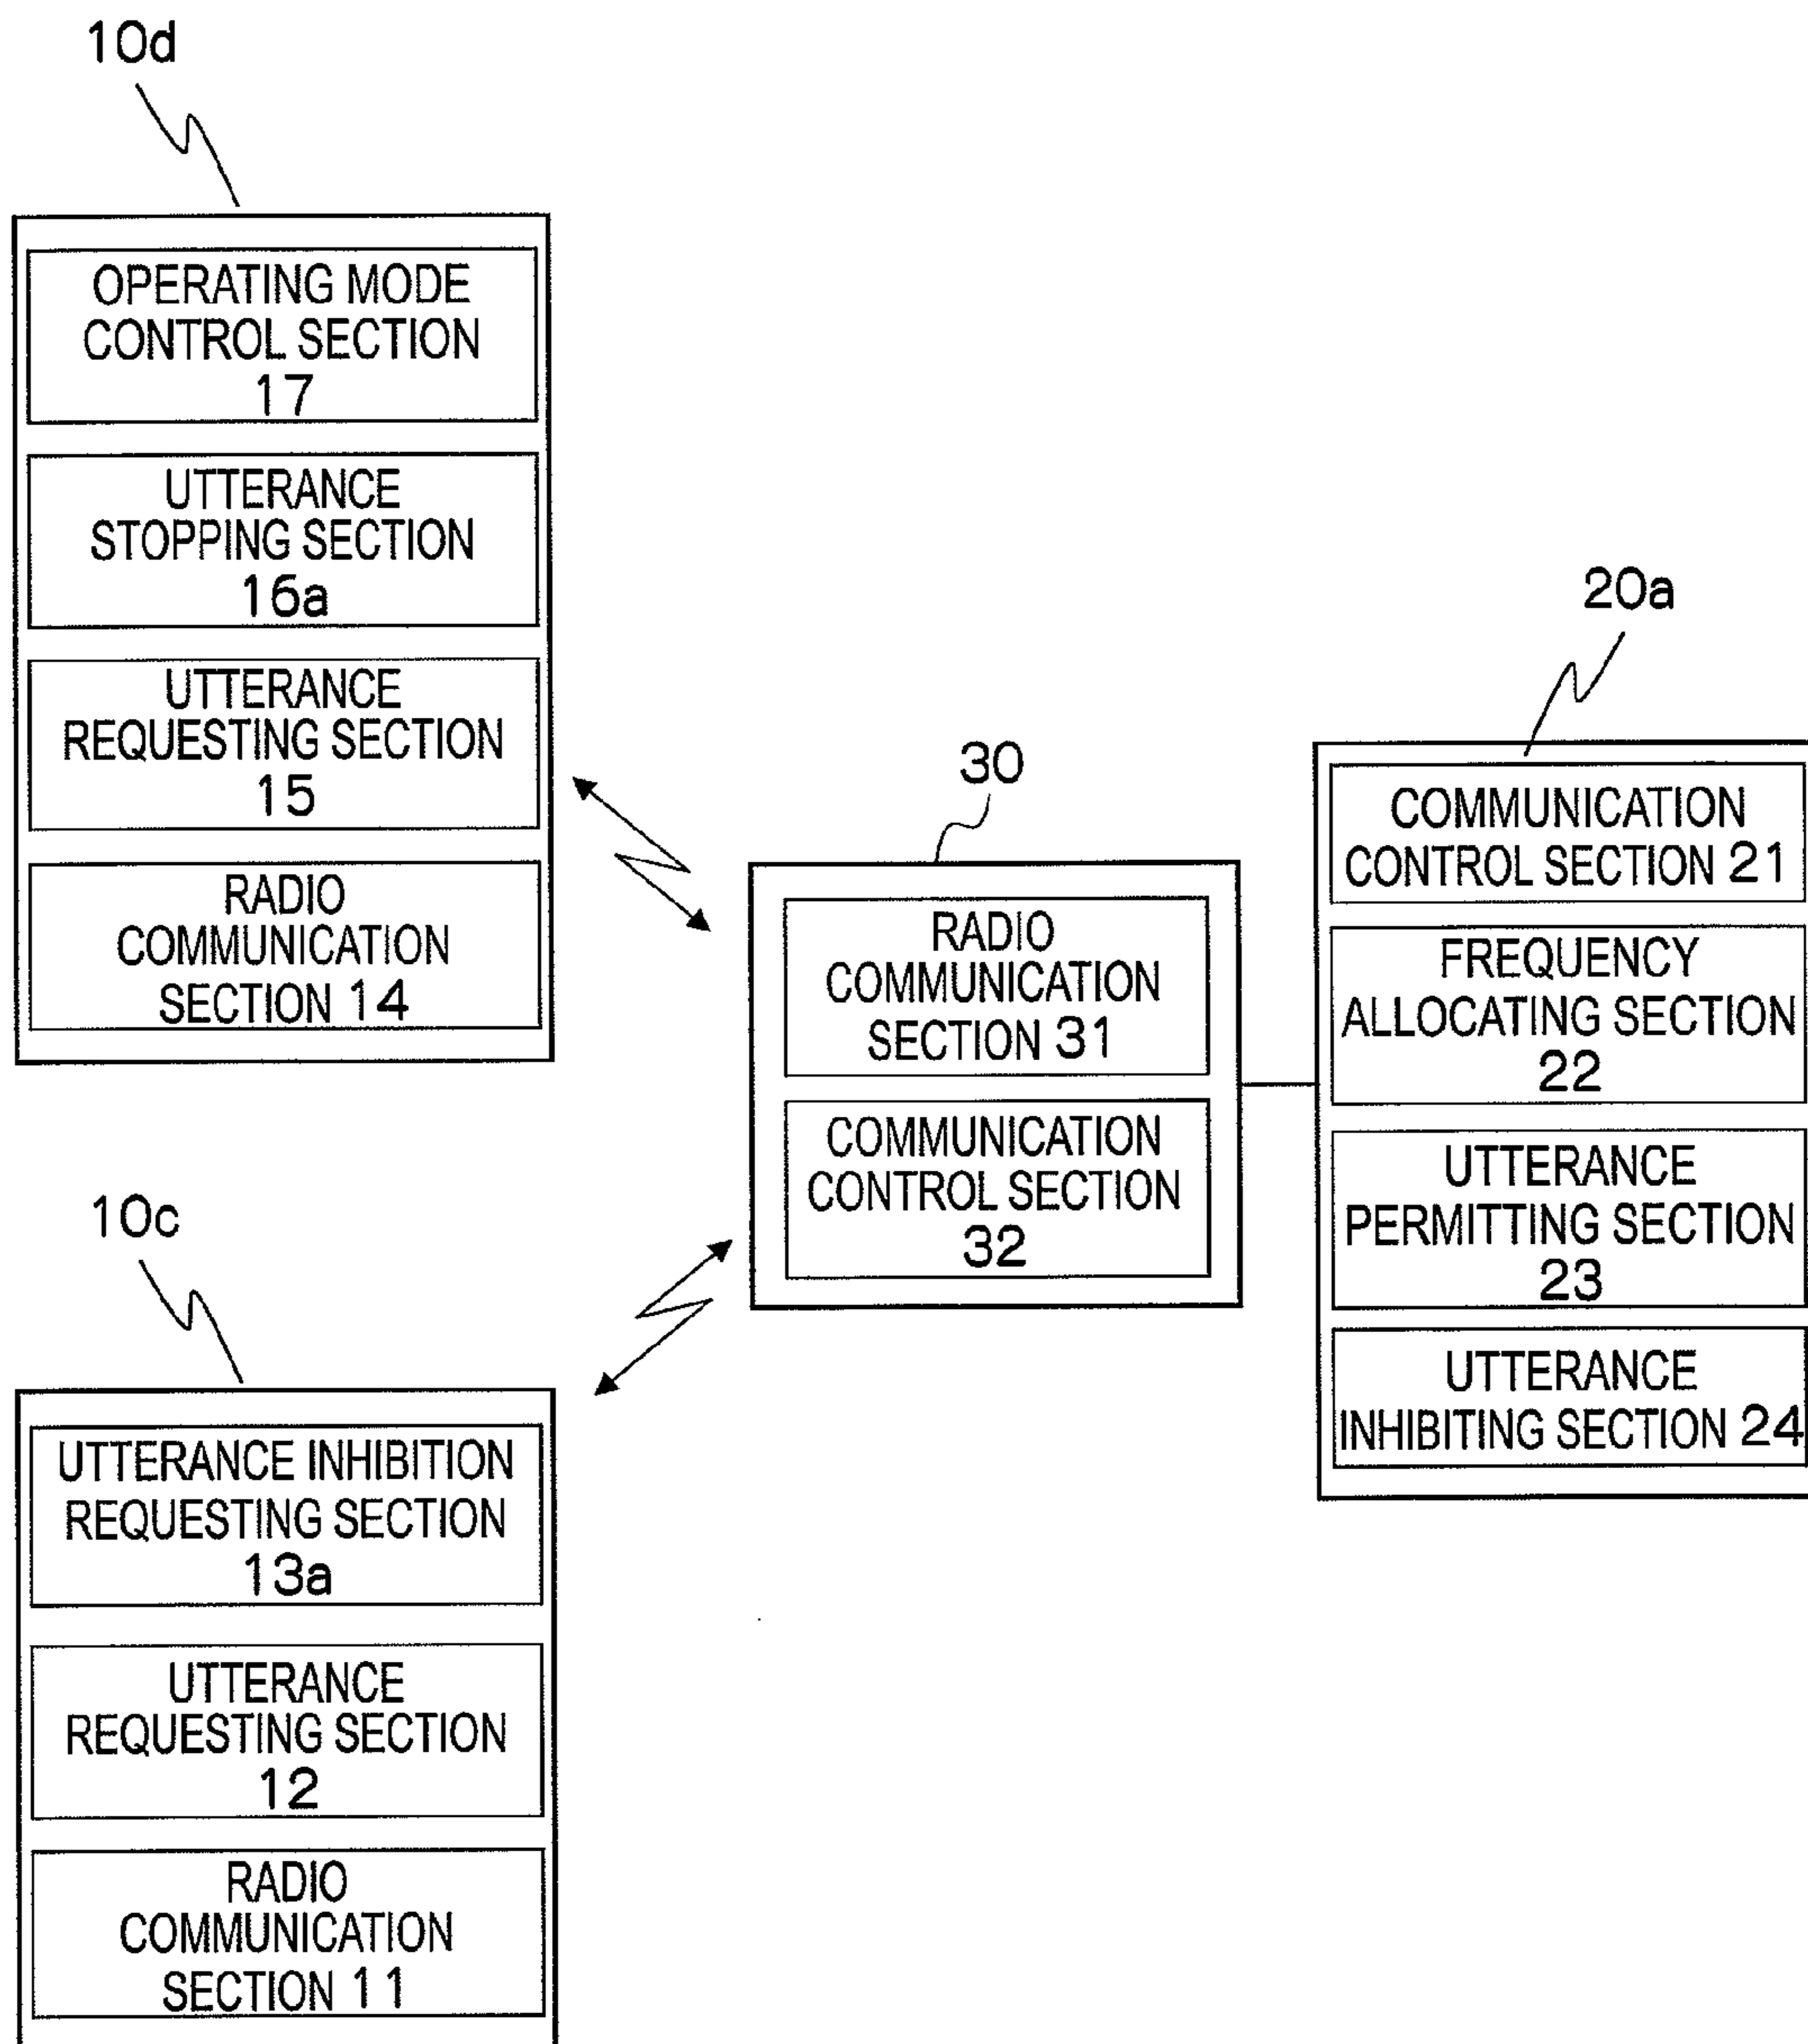 10d
OPERATING MODE
CONTROL SECTION
17
UTTERANCE
STOPPING SECTION
16a
UTTERANCE
REQUESTING SECTION
15
RADIO
COMMUNICATION
SECTION 14
10c
UTTERANCE INHIBITION
REQUESTING SECTION
13a
UTTERANCE
REQUESTING SECTION
12
RADIO
COMMUNICATION
SECTION 11
30
RADIO
COMMUNICATION
SECTION 31
COMMUNICATION
CONTROL SECTION
32
20a
COMMUNICATION
CONTROL SECTION 21
FREQUENCY
ALLOCATING SECTION
22
UTTERANCE
PERMITTING SECTION
23
UTTERANCE
INHIBITING SECTION 24